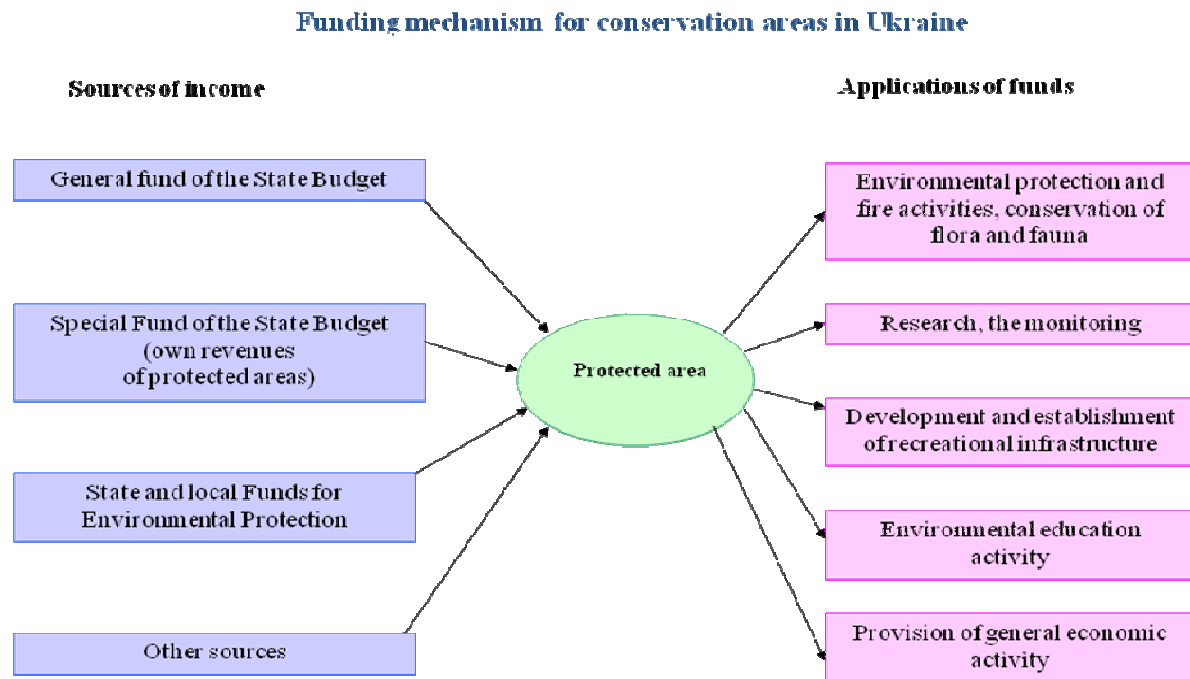 Funding mechanism for conservation areas in Ukraine
Sources of income
Applications of funds
General fund of the State Budget
Special Fund of the State Budget
(own revenues
of protected areas)
State and local Funds for
Environmental Protection
Other sources
Protected area
Environmental protection and
fire activities, conservation of
flora and fauna
Research, the monitoring
Development and establishment
of recreational infrastructure
Environmental education
activity
Provision of general economic
activity